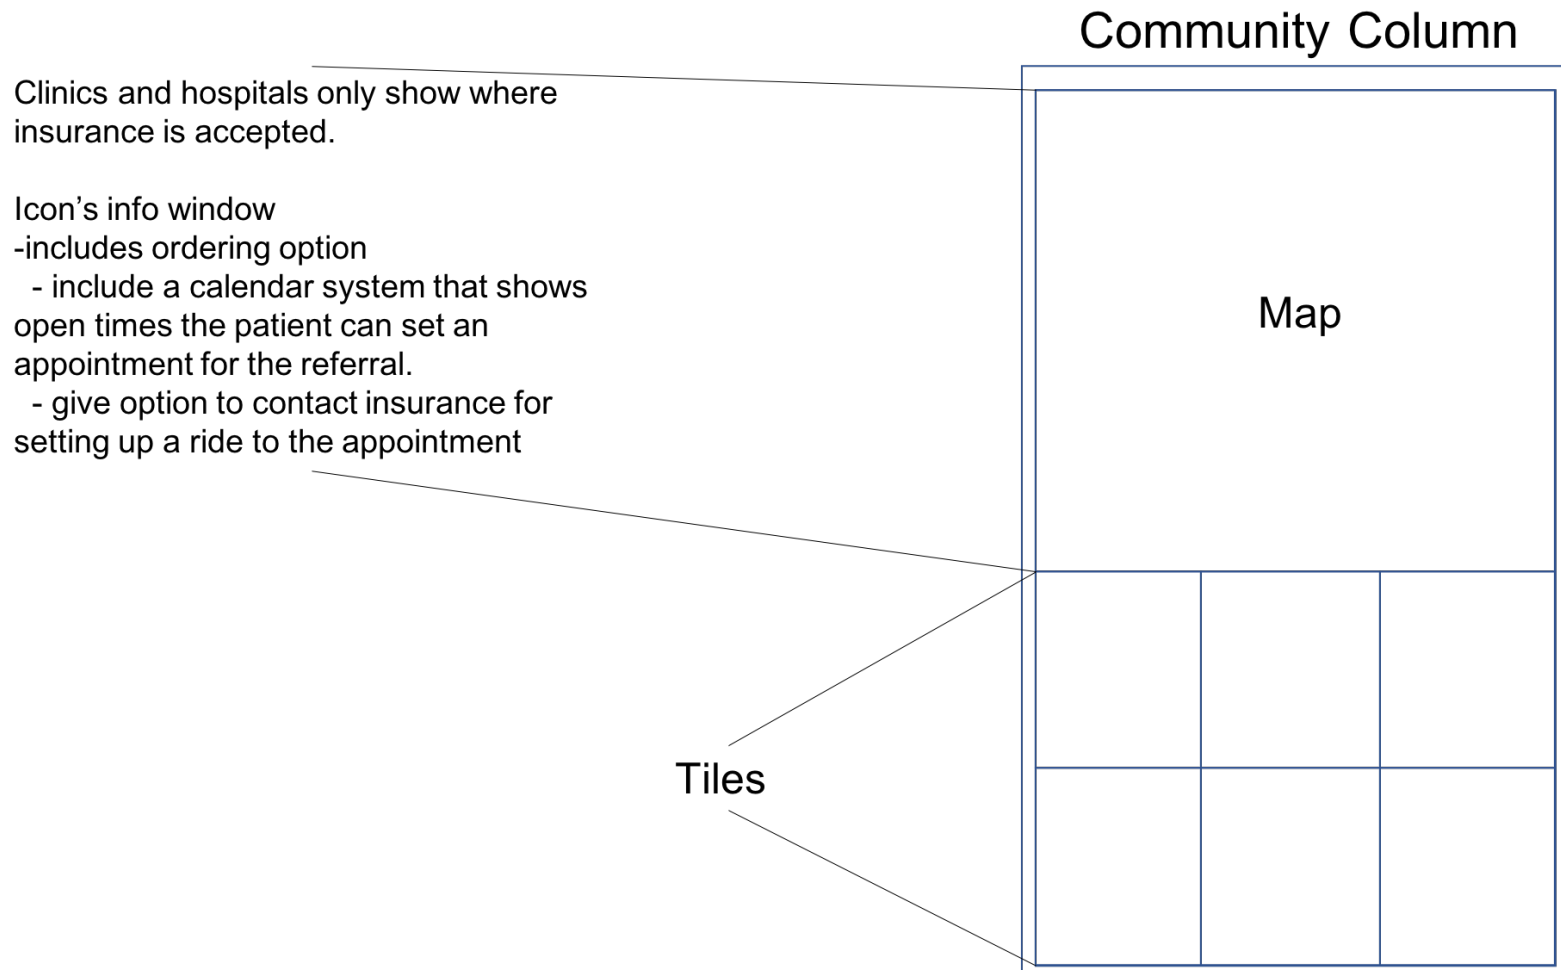 Community Column
Clinics and hospitals only show where
insurance is accepted.
Icon’s info window
-includes ordering option
- include a calendar system that shows
open times the patient can set an
appointment for the referral.
- give option to contact insurance for
setting up a ride to the appointment
Map
Tiles